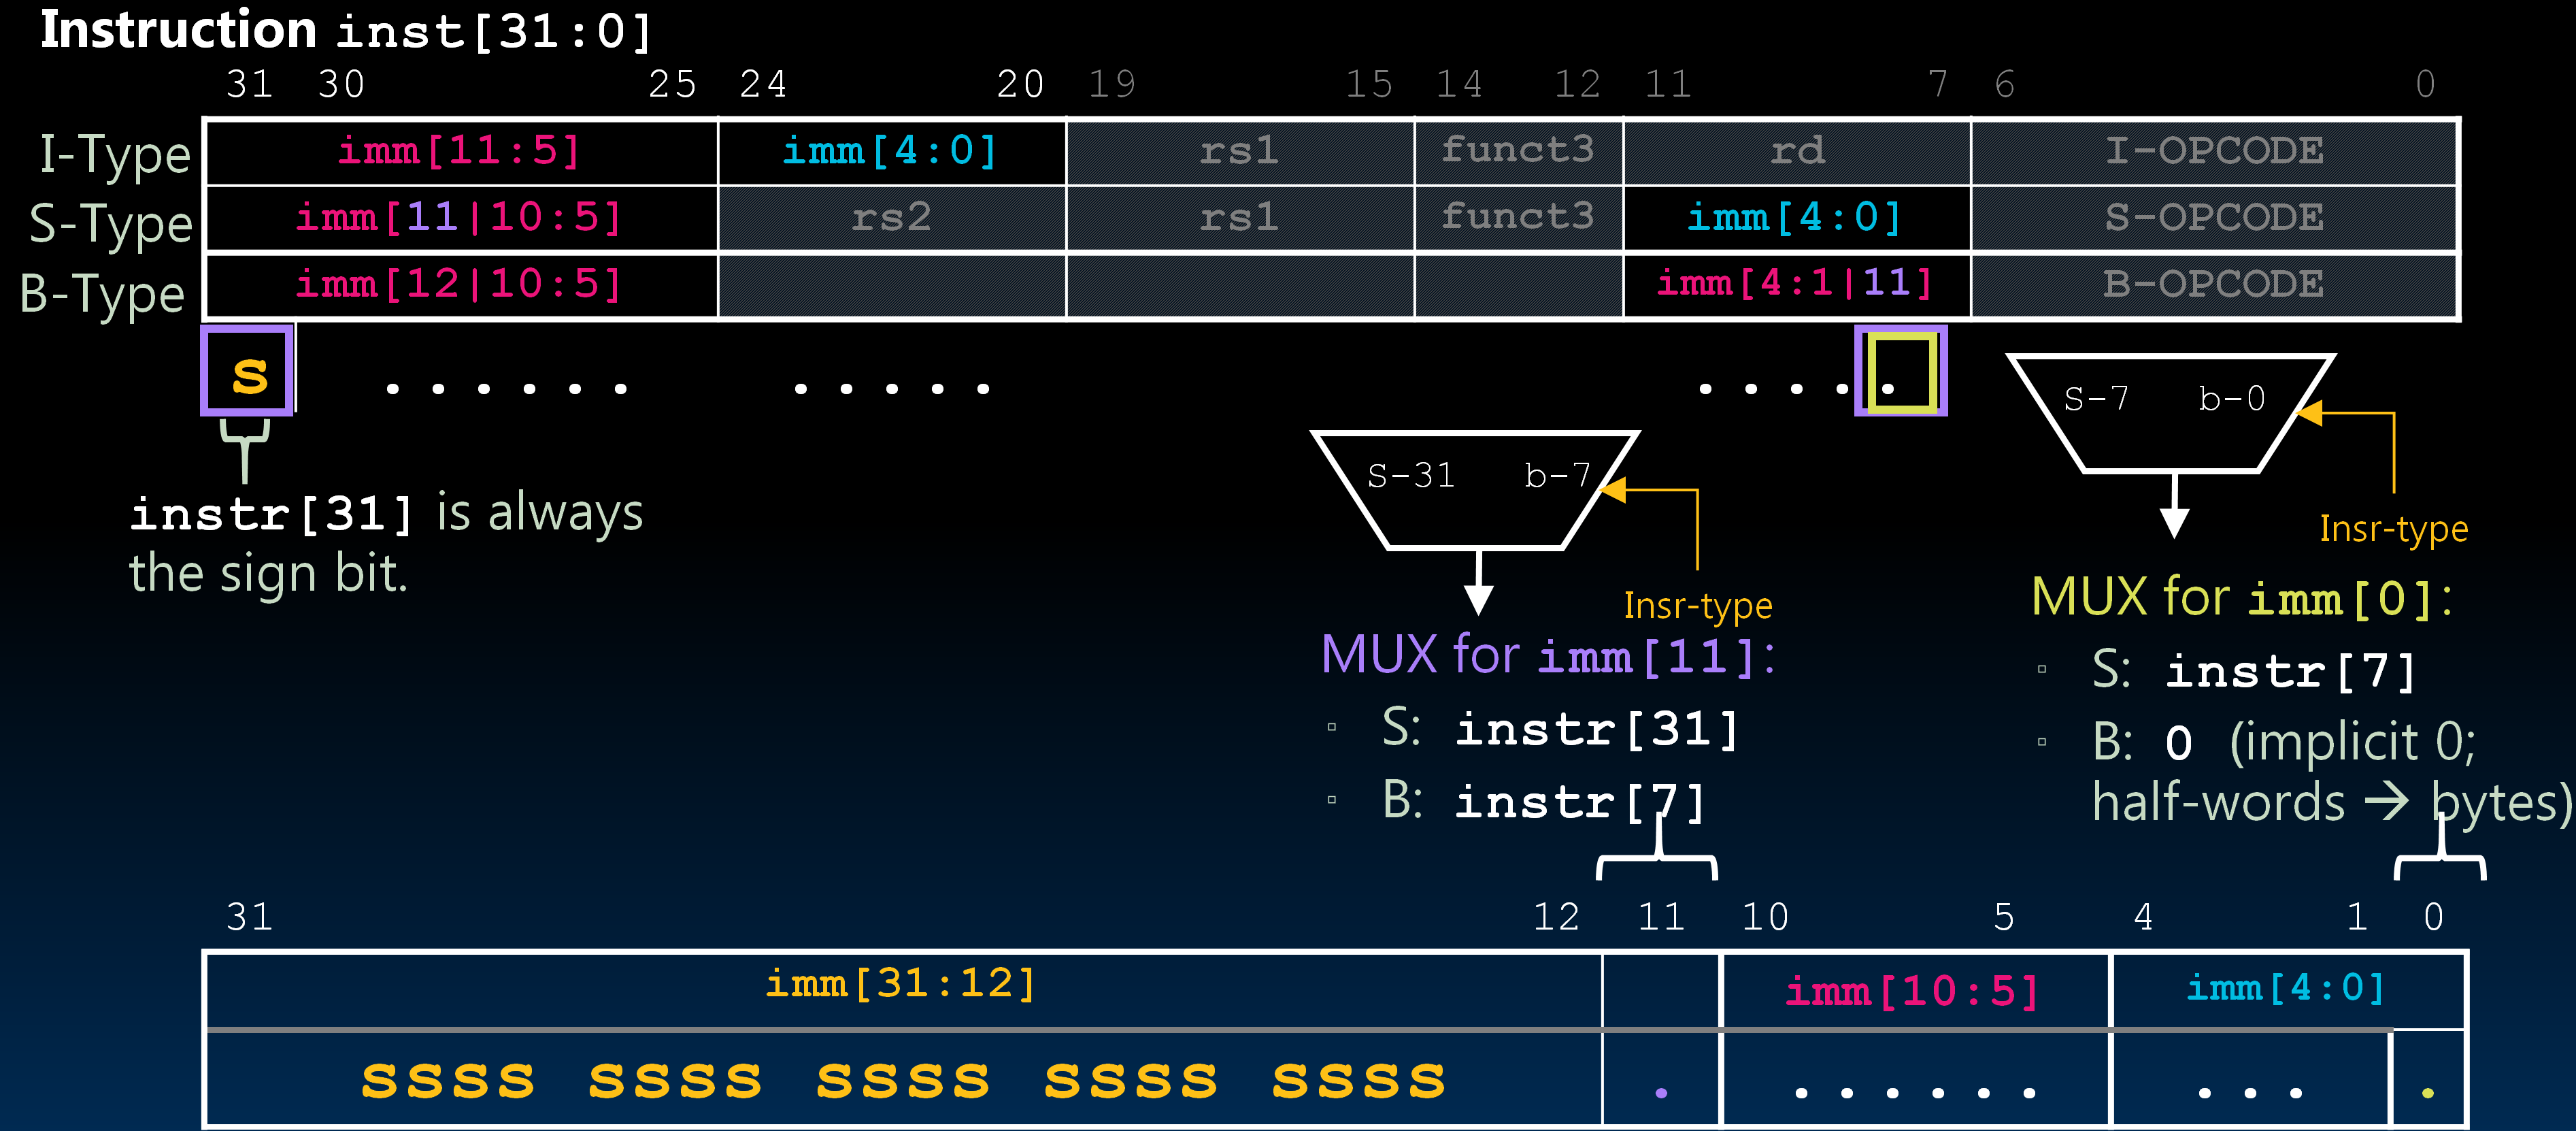 Instruction inst[31:0]
31 30 25 24 20 19 15 14 12 11 7 6 0
I-Type imm[11:5] imm[4:0] rs1 funct3 rd I-OPCODE
S-Type imm[11|10:5] rs2 rs1 funct3 imm[4:0] S-OPCODE
B-Type imm[12|10:5] imm[4:1|11] B-OPCODE
s ...... ..... .....
S-7 b-0
Insr-type
S-31 b-7
Insr-type
instr[31] is always
the sign bit.
MUX for imm[11]:
▫ S: instr[31]
▫ B: instr[7]
MUX for imm[0]:
▫ S: instr[7]
▫ B: 0 (implicit 0;
half-words → bytes)
31 12 11 10 5 4 1 0
imm[31:12] imm[10:5] imm[4:0]
ssss ssss ssss ssss ssss . ...... ... .